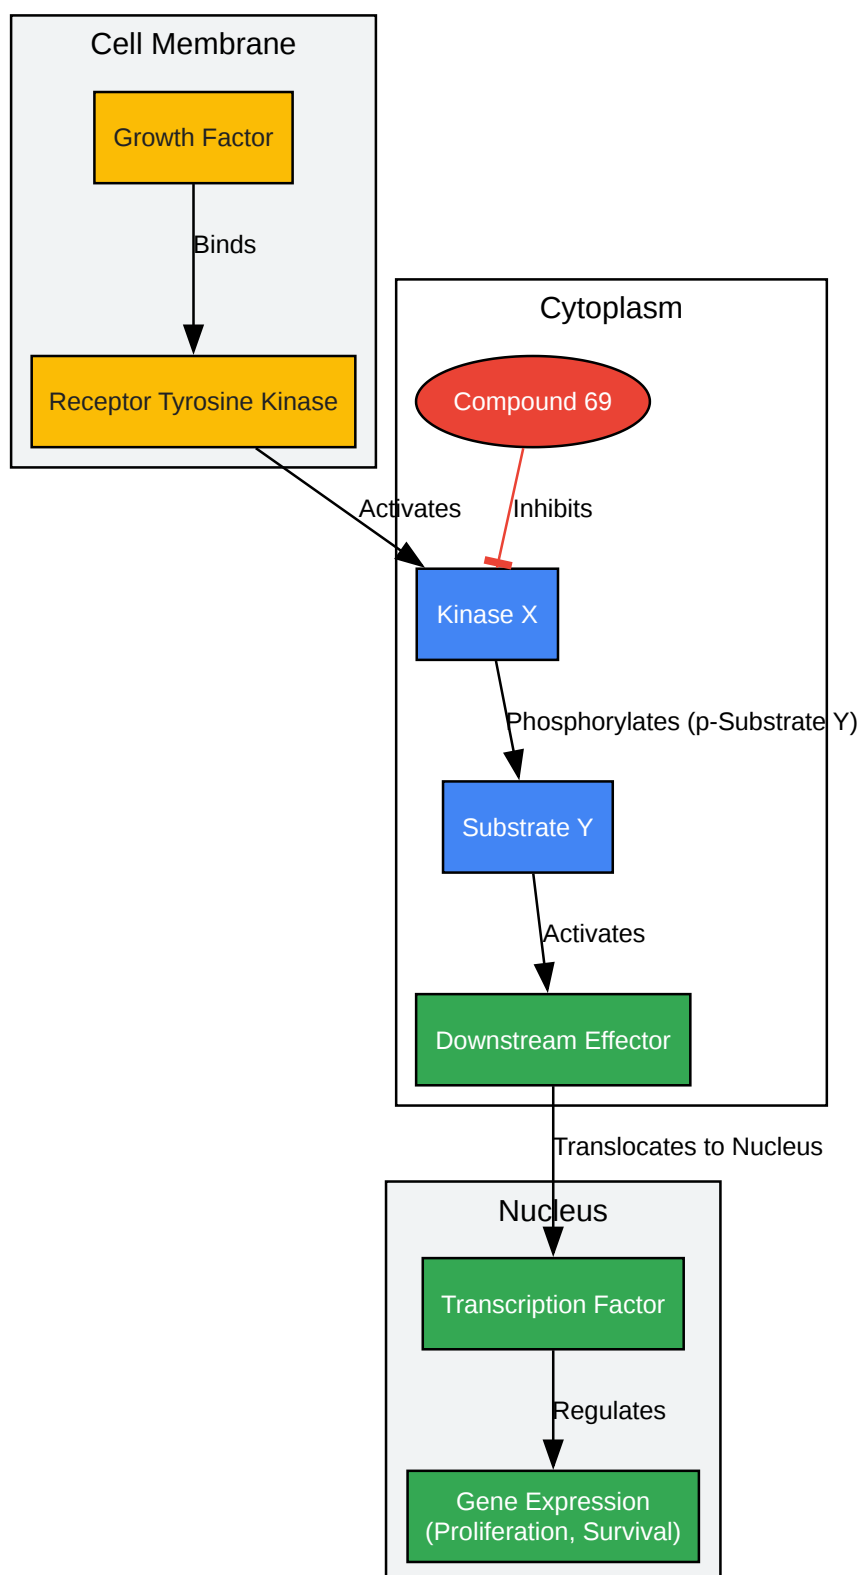 Cell Membrane
Growth Factor
Binds
Receptor Tyrosine Kinase
Cytoplasm
Compound 69
Activates
Inhibits
Kinase X
Phosphorylates (p-Substrate Y)
Substrate Y
Activates
Downstream Effector
Translocates to Nucleus
Nucleus
Transcription Factor
Regulates
Gene Expression
(Proliferation, Survival)